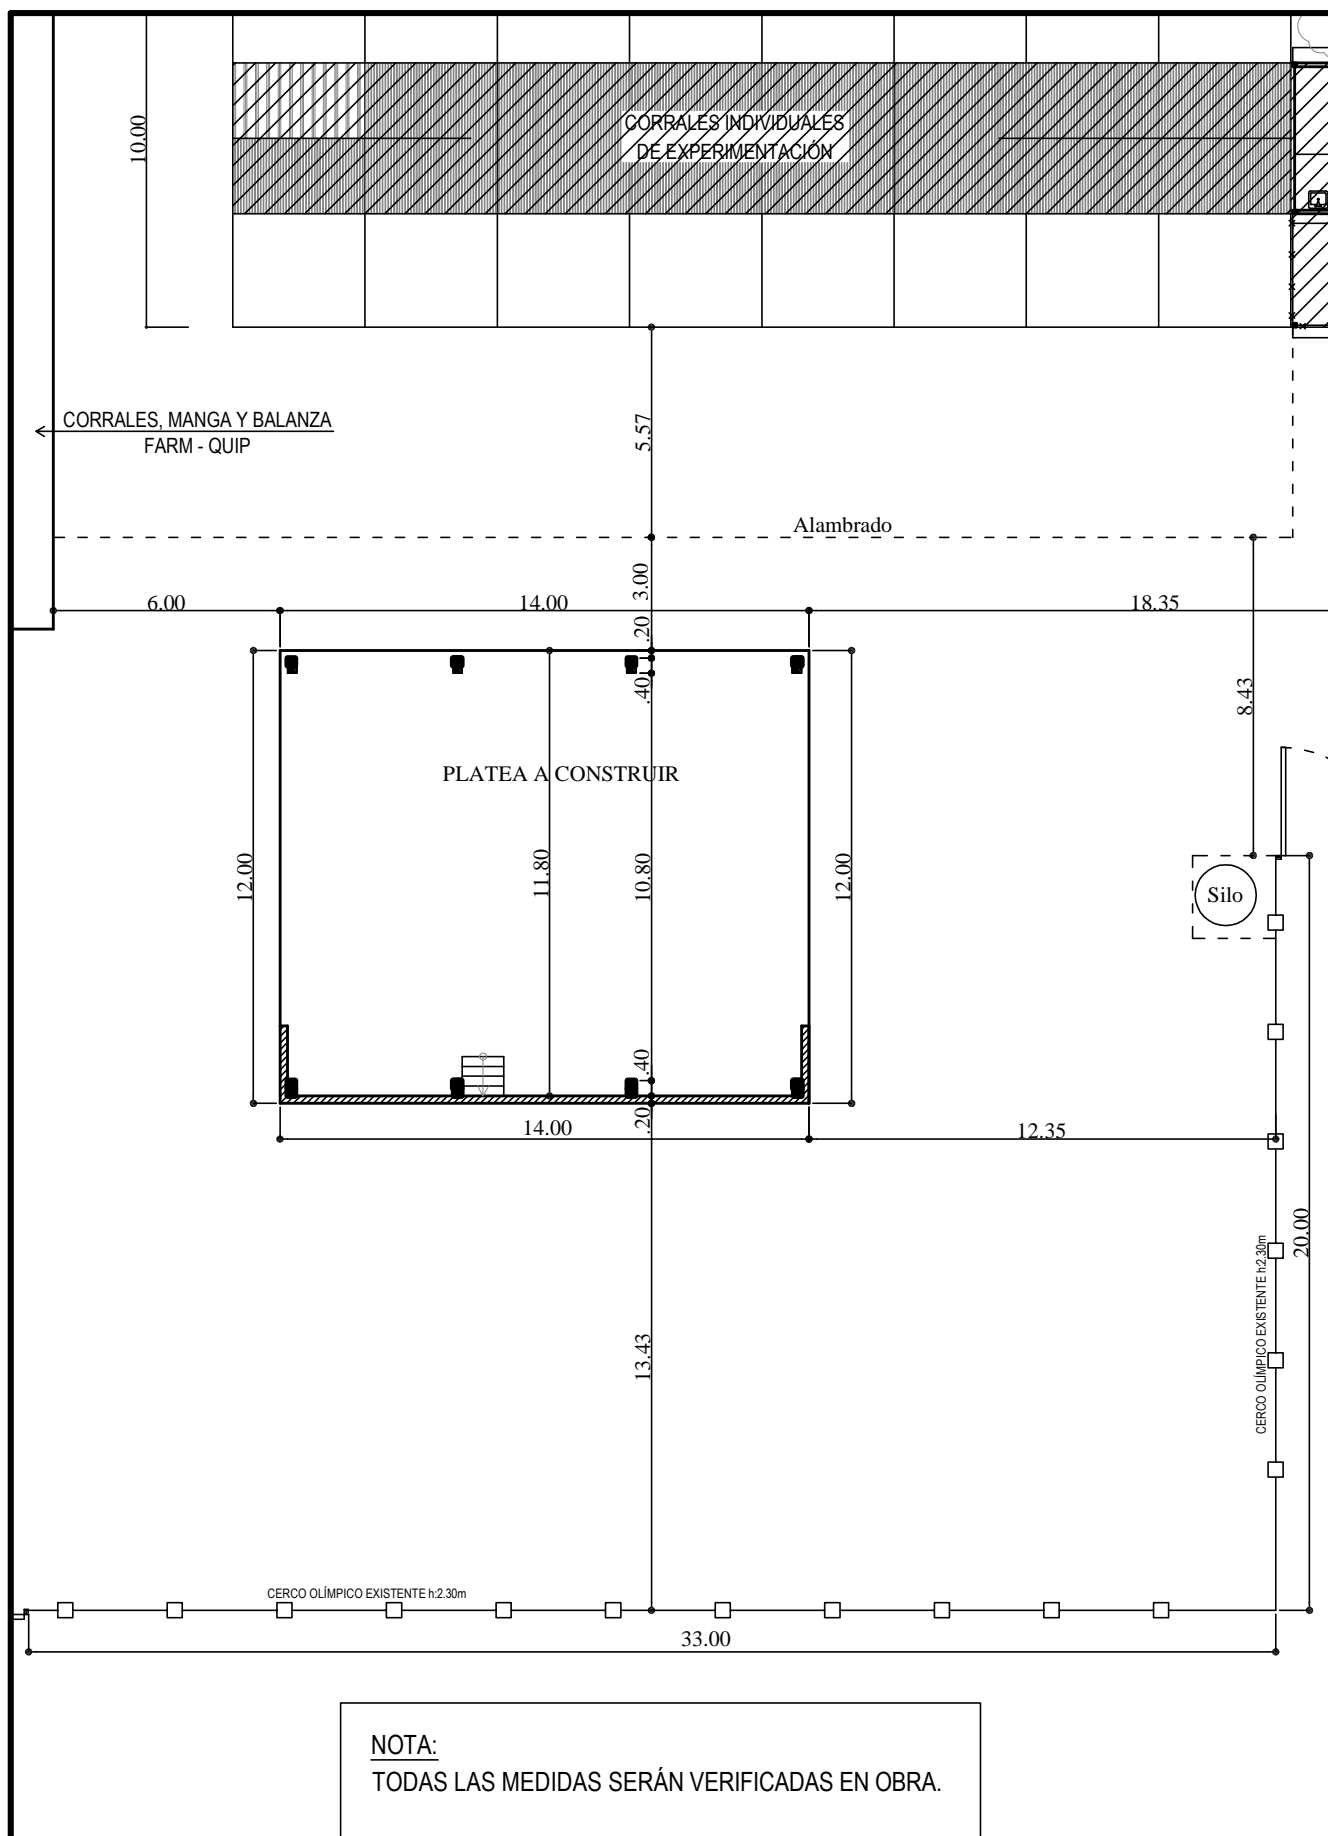 10.00
CORRALES INDIVIDUALES
DE EXPERIMENTACIÓN
CORRALES, MANGA Y BALANZA
FARM - QUIP
5.57
Alambrado
3.00
6.00
14.00
18.35
.20
.40
8.43
PLATEA A CONSTRUIR
12.00
11.80
10.80
12.00
Silo
.40
.20
14.00
12.35
20.00
CERCO OLÍMPICO EXISTENTE h:2.30m
13.43
CERCO OLÍMPICO EXISTENTE h:2.30m
33.00
NOTA:
TODAS LAS MEDIDAS SERÁN VERIFICADAS EN OBRA.